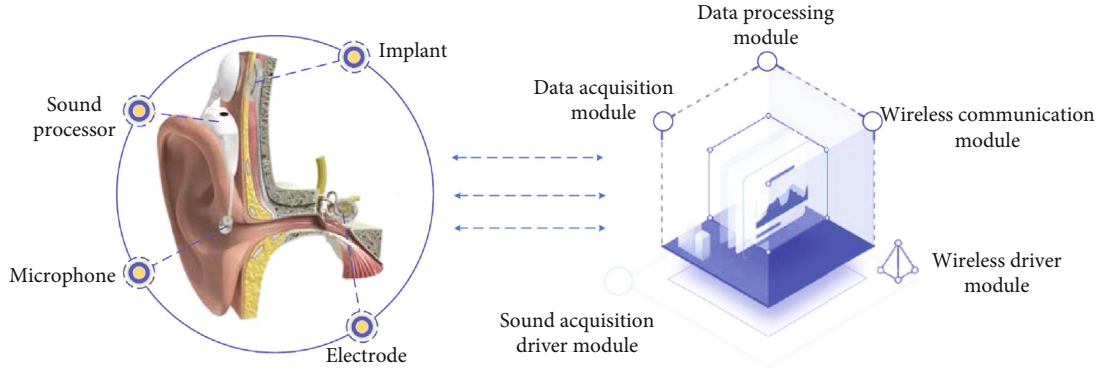 Implant
Sound
processor
Microphone
Electrode
Data processing
module
Data acquisition
module
Wireless communication
module
Wireless driver
module
Sound acquisition
driver module